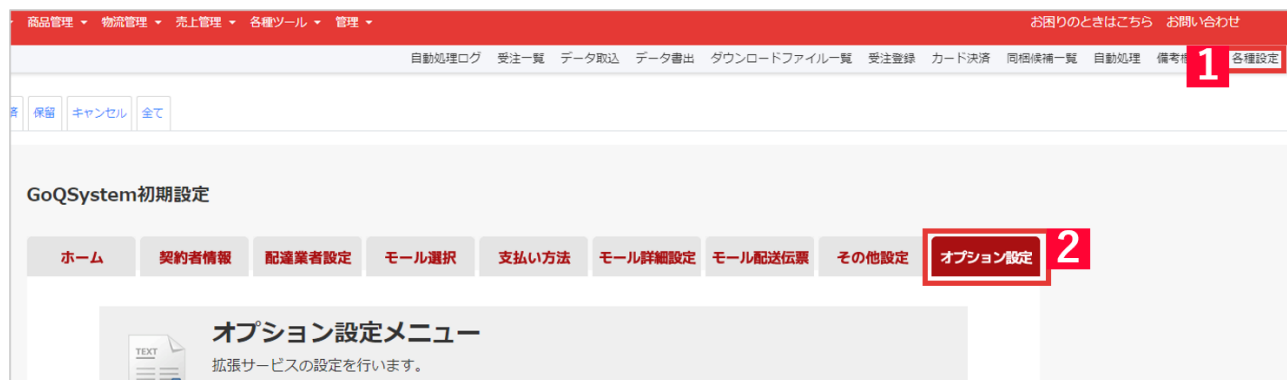 商品管理 物流管理 売上管理 各種ツール 管理 お困りのときはこちら お問い合わせ
自動処理ログ 受注一覧 データ取込 データ書出 ダウンロードファイル一覧 受注登録 カード決済 同梱候補一覧 自動処理 備考 1 各種設定
保留 キャンセル 全て
GoQSystem初期設定
ホーム 契約者情報 配達業者設定 モール選択 支払い方法 モール詳細設定 モール配送伝票 その他設定 オプション設定 2
オプション設定メニュー
TEXT
拡張サービスの設定を行います。